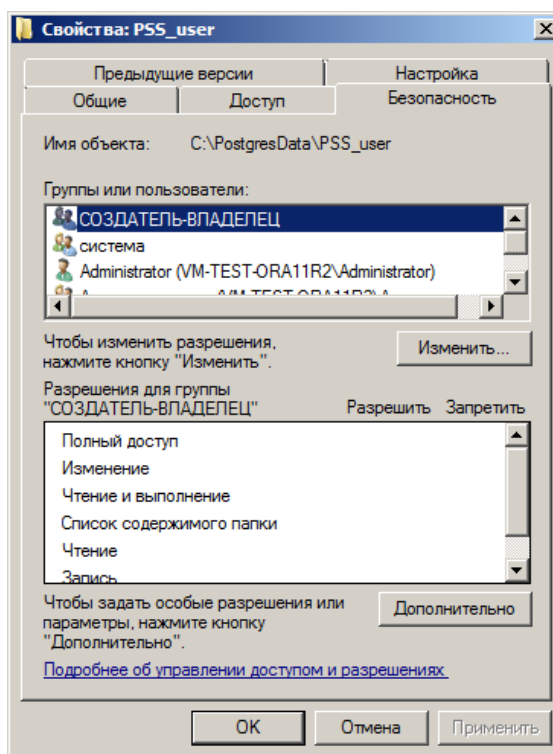 Свойства: PSS_user
Предыдущие версии
Настройка
Общие
Доступ
Безопасность
Имя объекта: C:\PostgresData\PSS_user
Группы или пользователи:
СОЗДАТЕЛЬ-ВЛАДЕЛЕЦ
система
Administrator (VM-TEST-ORA11R2\Administrator)
Чтобы изменить разрешения,
нажмите кнопку "Изменить".
Изменить...
Разрешения для группы
"СОЗДАТЕЛЬ-ВЛАДЕЛЕЦ"
Разрешить Запретить
Полный доступ
Изменение
Чтение и выполнение
Список содержимого папки
Чтение
Запись
Чтобы задать особые разрешения или
параметры, нажмите кнопку
"Дополнительно".
Дополнительно
Подробнее об управлении доступом и разрешениях
OK
Отмена
Применить